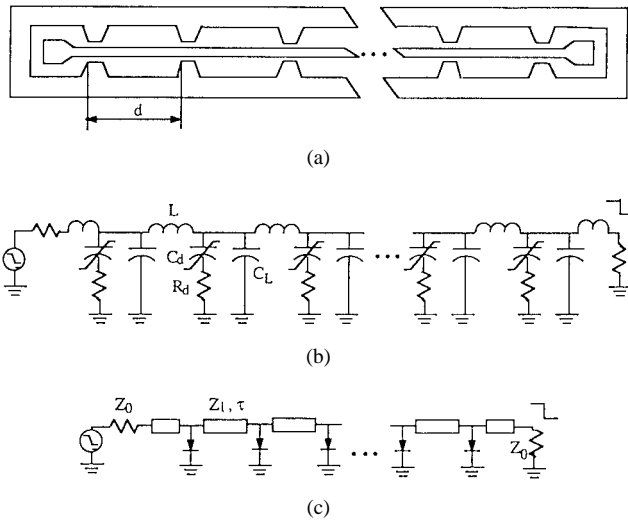 d
(a)
L
C_d
R_d
C_L
(b)
Z_0
Z_l, τ
Z_0
(c)